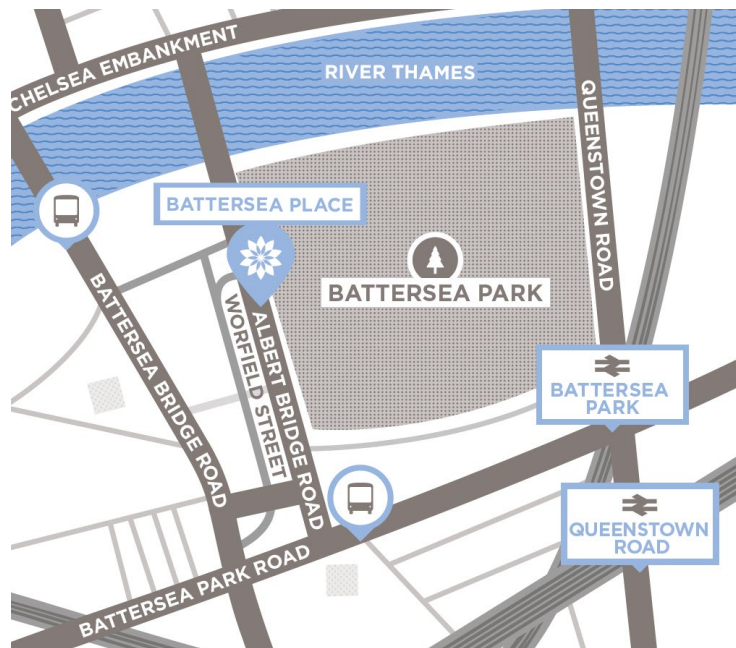 CHELSEA EMBANKMENT
RIVER THAMES
QUEENSTOWN ROAD
BATTERSEA PLACE
BATTERSEA PARK
BATTERSEA BRIDGE ROAD
WORFIELD STREET
ALBERT BRIDGE ROAD
BATTERSEA
PARK
QUEENSTOWN
ROAD
BATTERSEA PARK ROAD